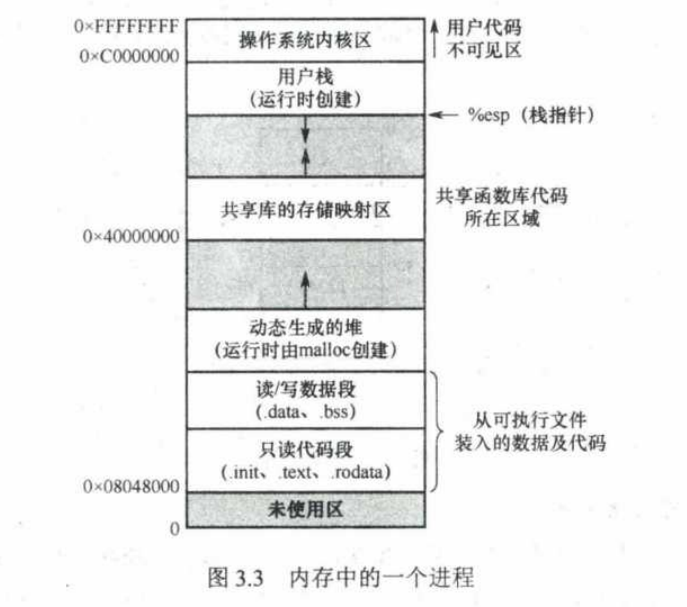 0×FFFFFFFF
操作系统内核区
用户代码
不可见区
0×C0000000
用户栈
(运行时创建)
%esp（栈指针）
共享库的存储映射区
共享函数库代码
所在区域
0×40000000
动态生成的堆
(运行时由malloc创建)
读/写数据段
(.data、.bss)
从可执行文件
装入的数据及代码
只读代码段
(.init、.text、.rodata)
0×08048000
未使用区
0
图 3.3 内存中的一个进程